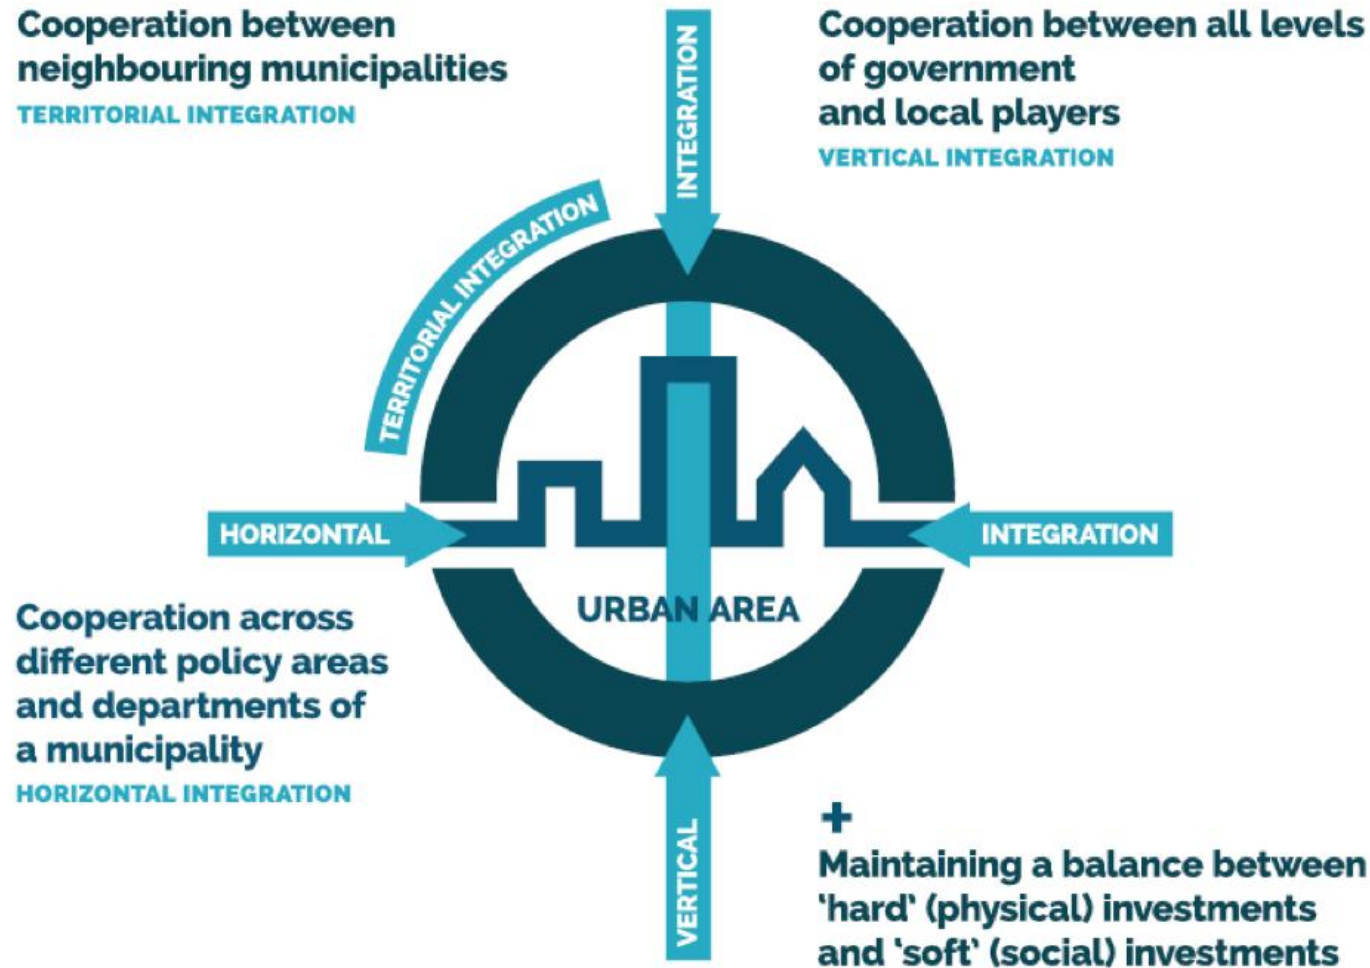 Cooperation between
neighbouring municipalities
TERRITORIAL INTEGRATION
Cooperation between all levels
of government
and local players
VERTICAL INTEGRATION
INTEGRATION
TERRITORIAL INTEGRATION
HORIZONTAL
INTEGRATION
URBAN AREA
Cooperation across
different policy areas
and departments of
a municipality
HORIZONTAL INTEGRATION
VERTICAL
+
Maintaining a balance between
‘hard’ (physical) investments
and ‘soft’ (social) investments